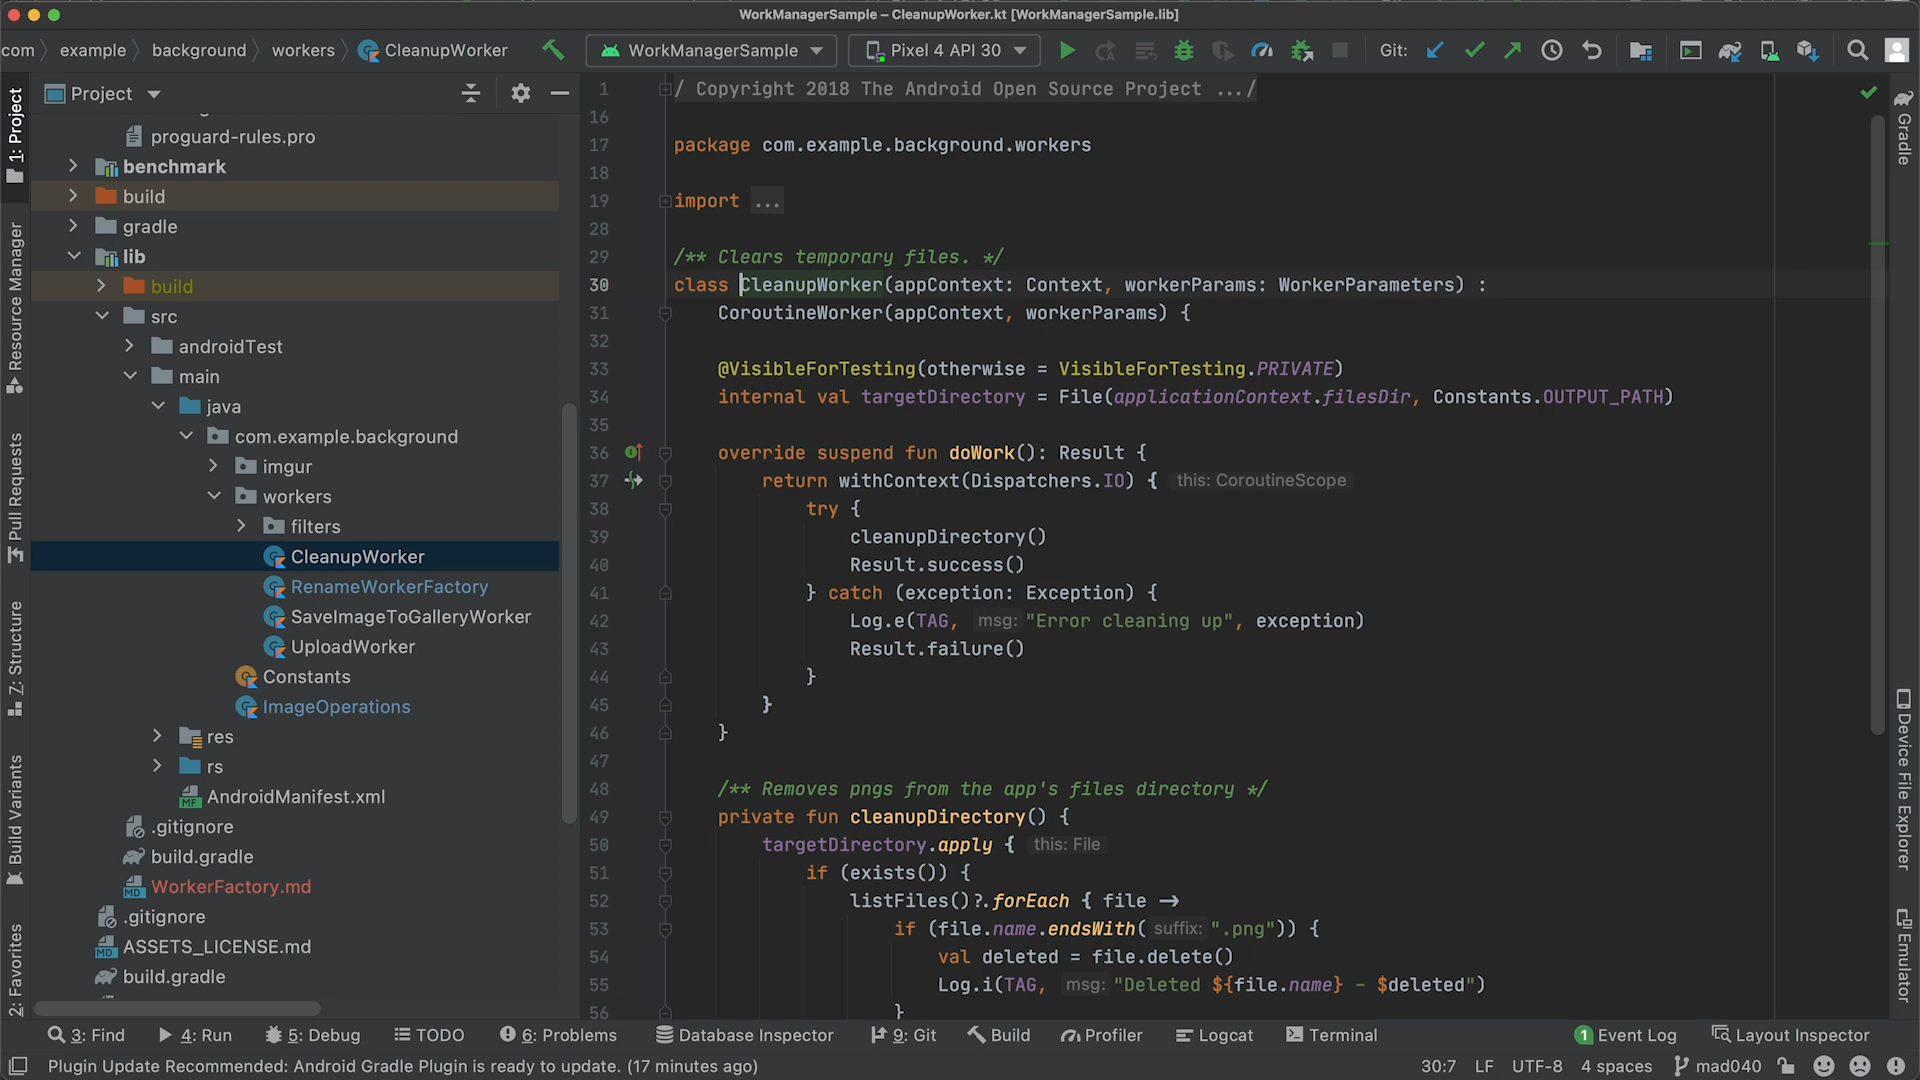 WorkManagerSample – CleanupWorker.kt [WorkManagerSample.lib]
com example background workers CleanupWorker WorkManagerSample Pixel 4 API 30 Git:
Project
proguard-rules.pro
benchmark
build
gradle
lib
build
src
androidTest
main
java
com.example.background
imgur
workers
filters
CleanupWorker
RenameWorkerFactory
SaveImageToGalleryWorker
UploadWorker
Constants
ImageOperations
res
rs
AndroidManifest.xml
.gitignore
build.gradle
WorkerFactory.md
.gitignore
ASSETS_LICENSE.md
build.gradle
1: Project
Resource Manager
Pull Requests
Z: Structure
Build Variants
2: Favorites
1 / Copyright 2018 The Android Open Source Project .../
16
17 package com.example.background.workers
18
19 import ...
28
29 /** Clears temporary files. */
30 class CleanupWorker(appContext: Context, workerParams: WorkerParameters) :
31 CoroutineWorker(appContext, workerParams) {
32
33 @VisibleForTesting(otherwise = VisibleForTesting.PRIVATE)
34 internal val targetDirectory = File(applicationContext.filesDir, Constants.OUTPUT_PATH)
35
36 override suspend fun doWork(): Result {
37 return withContext(Dispatchers.IO) { this: CoroutineScope
38 try {
39 cleanupDirectory()
40 Result.success()
41 } catch (exception: Exception) {
42 Log.e(TAG, msg: "Error cleaning up", exception)
43 Result.failure()
44 }
45 }
46 }
47
48 /** Removes pngs from the app's files directory */
49 private fun cleanupDirectory() {
50 targetDirectory.apply { this: File
51 if (exists()) {
52 listFiles()?.forEach { file →
53 if (file.name.endsWith( suffix: ".png")) {
54 val deleted = file.delete()
55 Log.i(TAG, msg: "Deleted ${file.name} - $deleted")
56 }
Gradle
Device File Explorer
Emulator
3: Find 4: Run 5: Debug TODO 6: Problems Database Inspector 9: Git Build Profiler Logcat Terminal 1 Event Log Layout Inspector
Plugin Update Recommended: Android Gradle Plugin is ready to update. (17 minutes ago) 30:7 LF UTF-8 4 spaces mad040